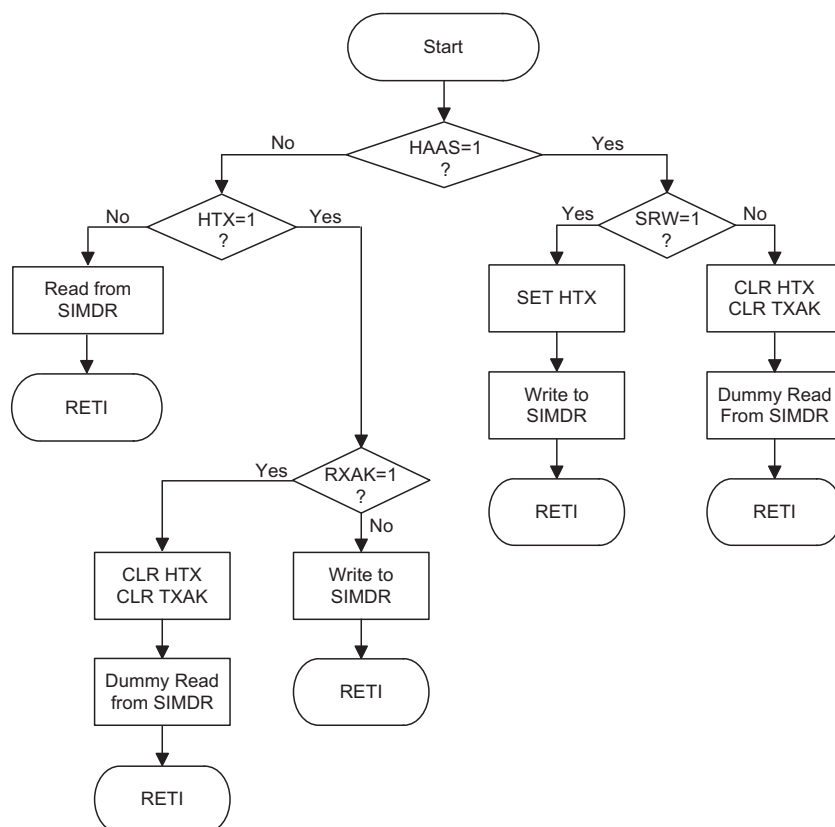 Start
No
HAAS=1
?
Yes
No
HTX=1
?
Yes
Yes
SRW=1
?
No
Read from
SIMDR
SET HTX
CLR HTX
CLR TXAK
RETI
Write to
SIMDR
Dummy Read
From SIMDR
Yes
RXAK=1
?
No
RETI
RETI
CLR HTX
CLR TXAK
Write to
SIMDR
Dummy Read
from SIMDR
RETI
RETI